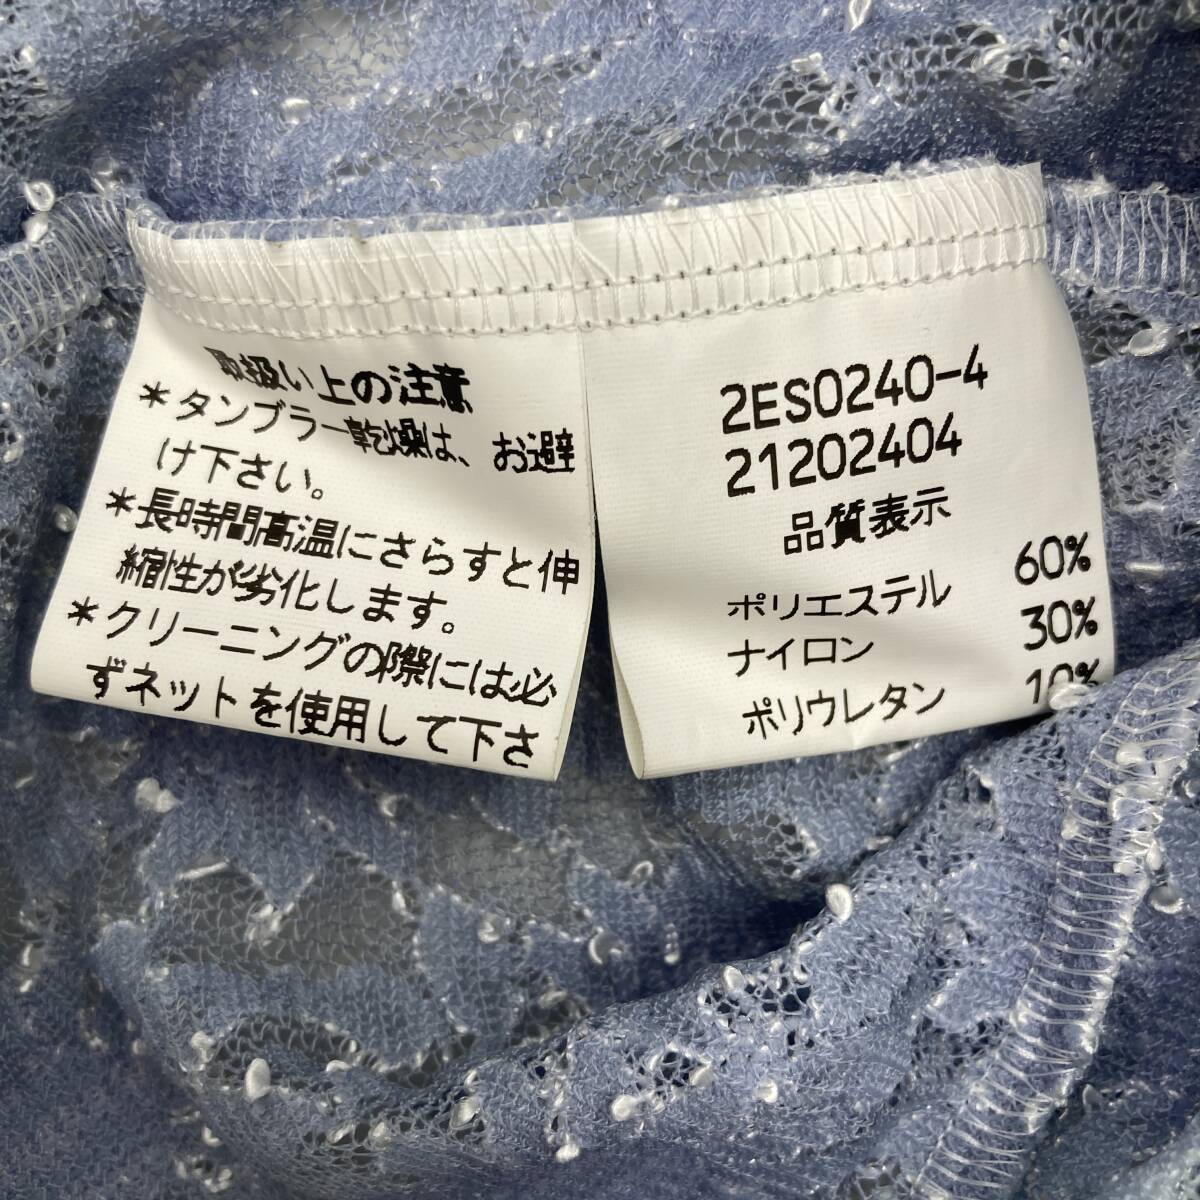 取扱い上の注意
*タンブラー乾燥は、お避
け下さい。
*長時間高温にさらすと伸
縮性が劣化します。
*クリーニングの際には必
ずネットを使用して下さ
2ES0240-4
21202404
品質表示
ポリエステル 60%
ナイロン 30%
ポリウレタン 10%